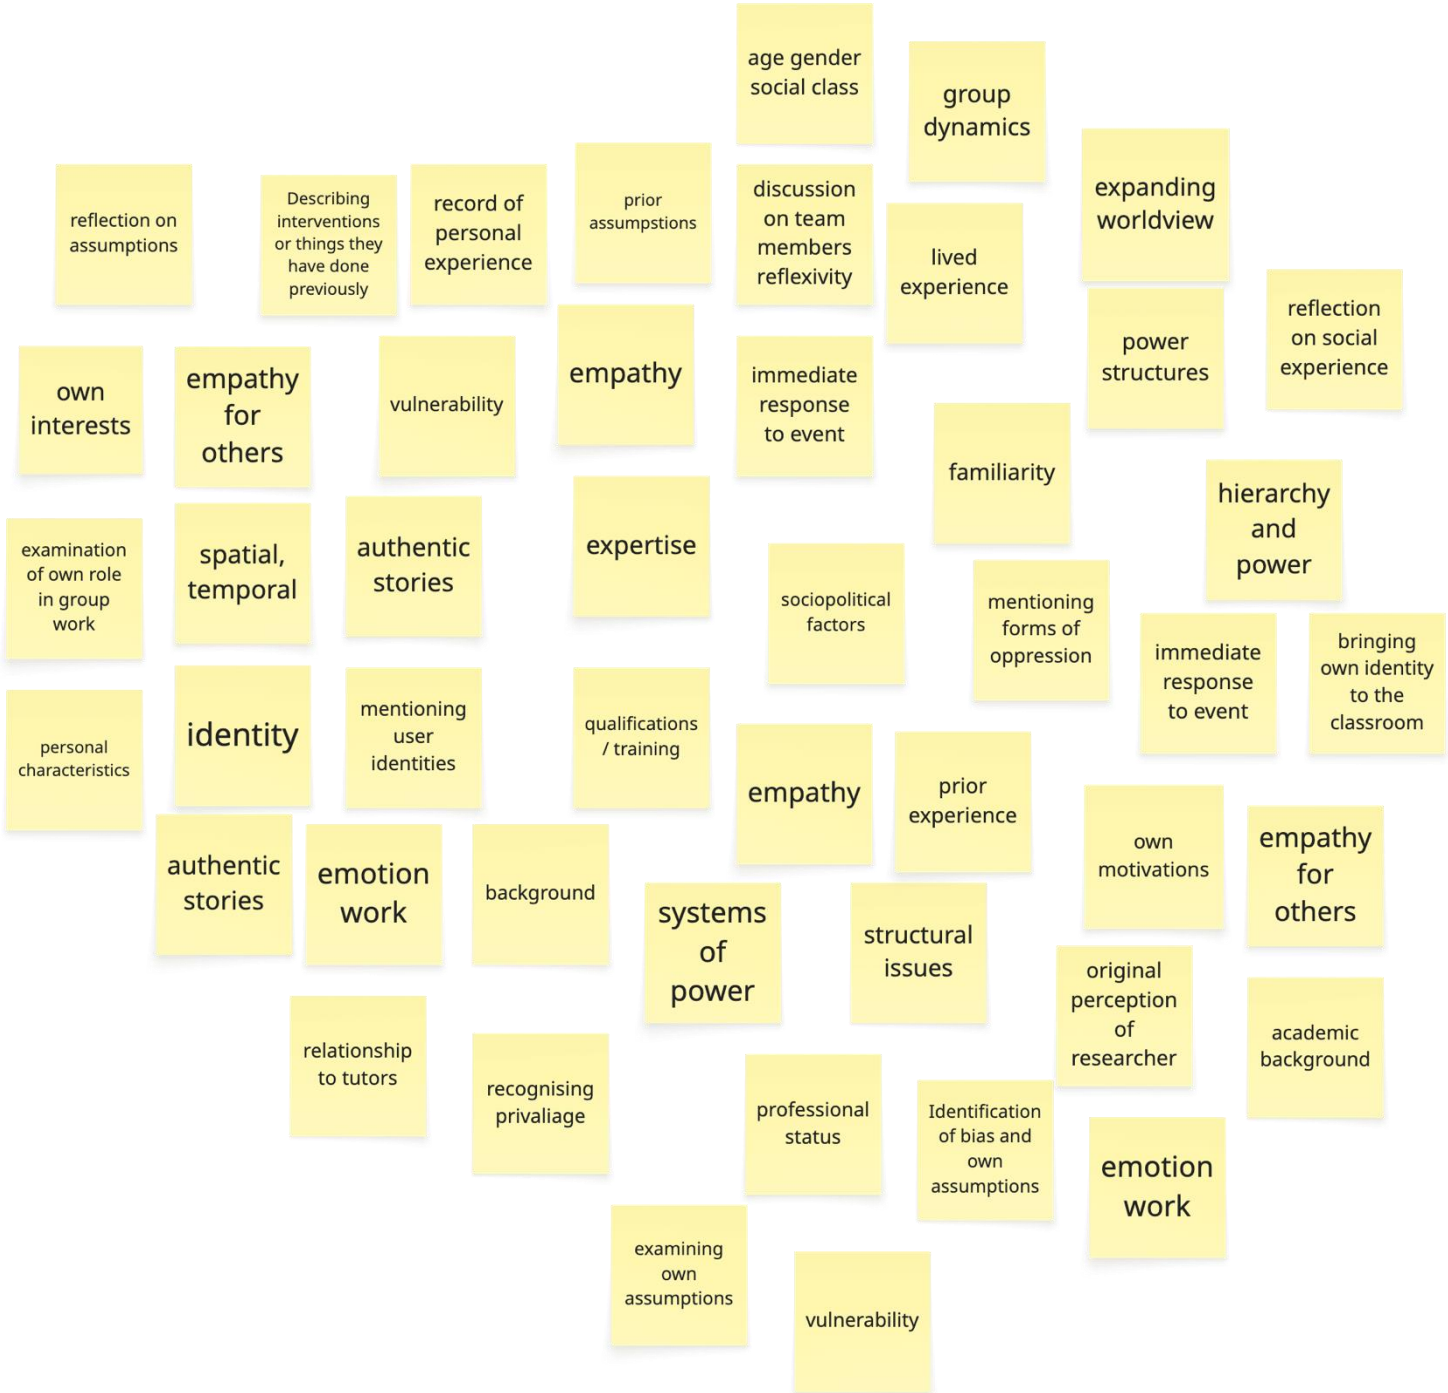 age gender
social class
group
dynamics
expanding
worldview
reflection on
assumptions
Describing
interventions
or things they
have done
previously
record of
personal
experience
prior
assumpstions
discussion
on team
members
reflexivity
lived
experience
power
structures
reflection
on social
experience
own
interests
empathy
for
others
vulnerability
empathy
immediate
response
to event
familiarity
hierarchy
and
power
examination
of own role
in group
work
spatial,
temporal
authentic
stories
expertise
sociopolitical
factors
mentioning
forms of
oppression
immediate
response
to event
bringing
own identity
to the
classroom
personal
characteristics
identity
mentioning
user
identities
qualifications
/ training
empathy
prior
experience
own
motivations
empathy
for
others
authentic
stories
emotion
work
background
systems
of
power
structural
issues
original
perception
of
researcher
academic
background
relationship
to tutors
recognising
privaliage
professional
status
Identification
of bias and
own
assumptions
emotion
work
examining
own
assumptions
vulnerability